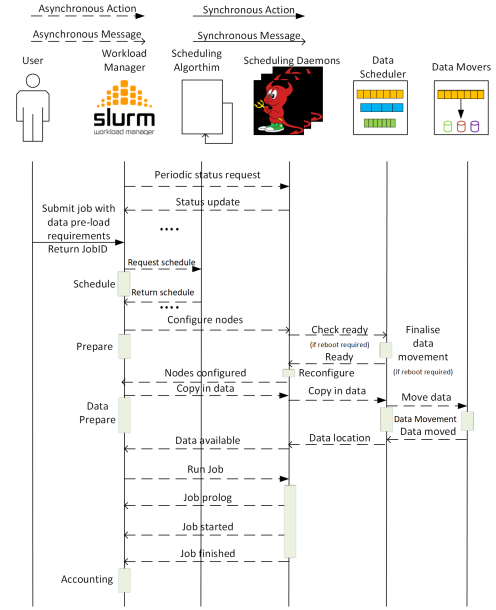 Asynchronous Action
Synchronous Action
Asynchronous Message
Synchronous Message
User
Workload
Manager
Scheduling
Algorthim
Scheduling Daemons
Data
Scheduler
Data Movers
slurm
workload manager
Periodic status request
Status update
Submit job with
data pre-load
requirements
Return JobID
....
Request schedule
Schedule
Return schedule
....
Configure nodes
Check ready
(if reboot required)
Finalise
data
movement
(if reboot required)
Prepare
Ready
Nodes configured
Reconfigure
Copy in data
Copy in data
Move data
Data
Prepare
Data Movement
Data moved
Data available
Data location
Run Job
Job prolog
Job started
Job finished
Accounting